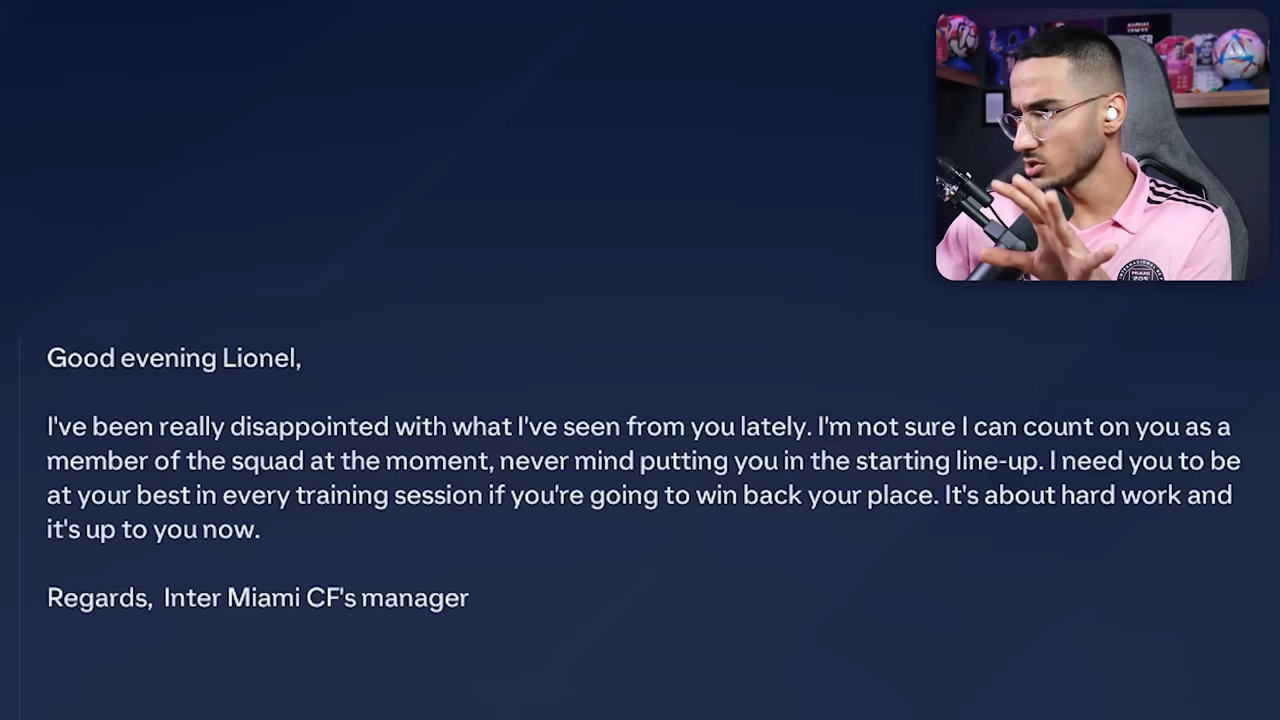 NOW
Good evening Lionel,
I've been really disappointed with what I've seen from you lately. I'm not sure I can count on you as a
member of the squad at the moment, never mind putting you in the starting line-up. I need you to be
at your best in every training session if you're going to win back your place. It's about hard work and
it's up to you now.
Regards, Inter Miami CF's manager